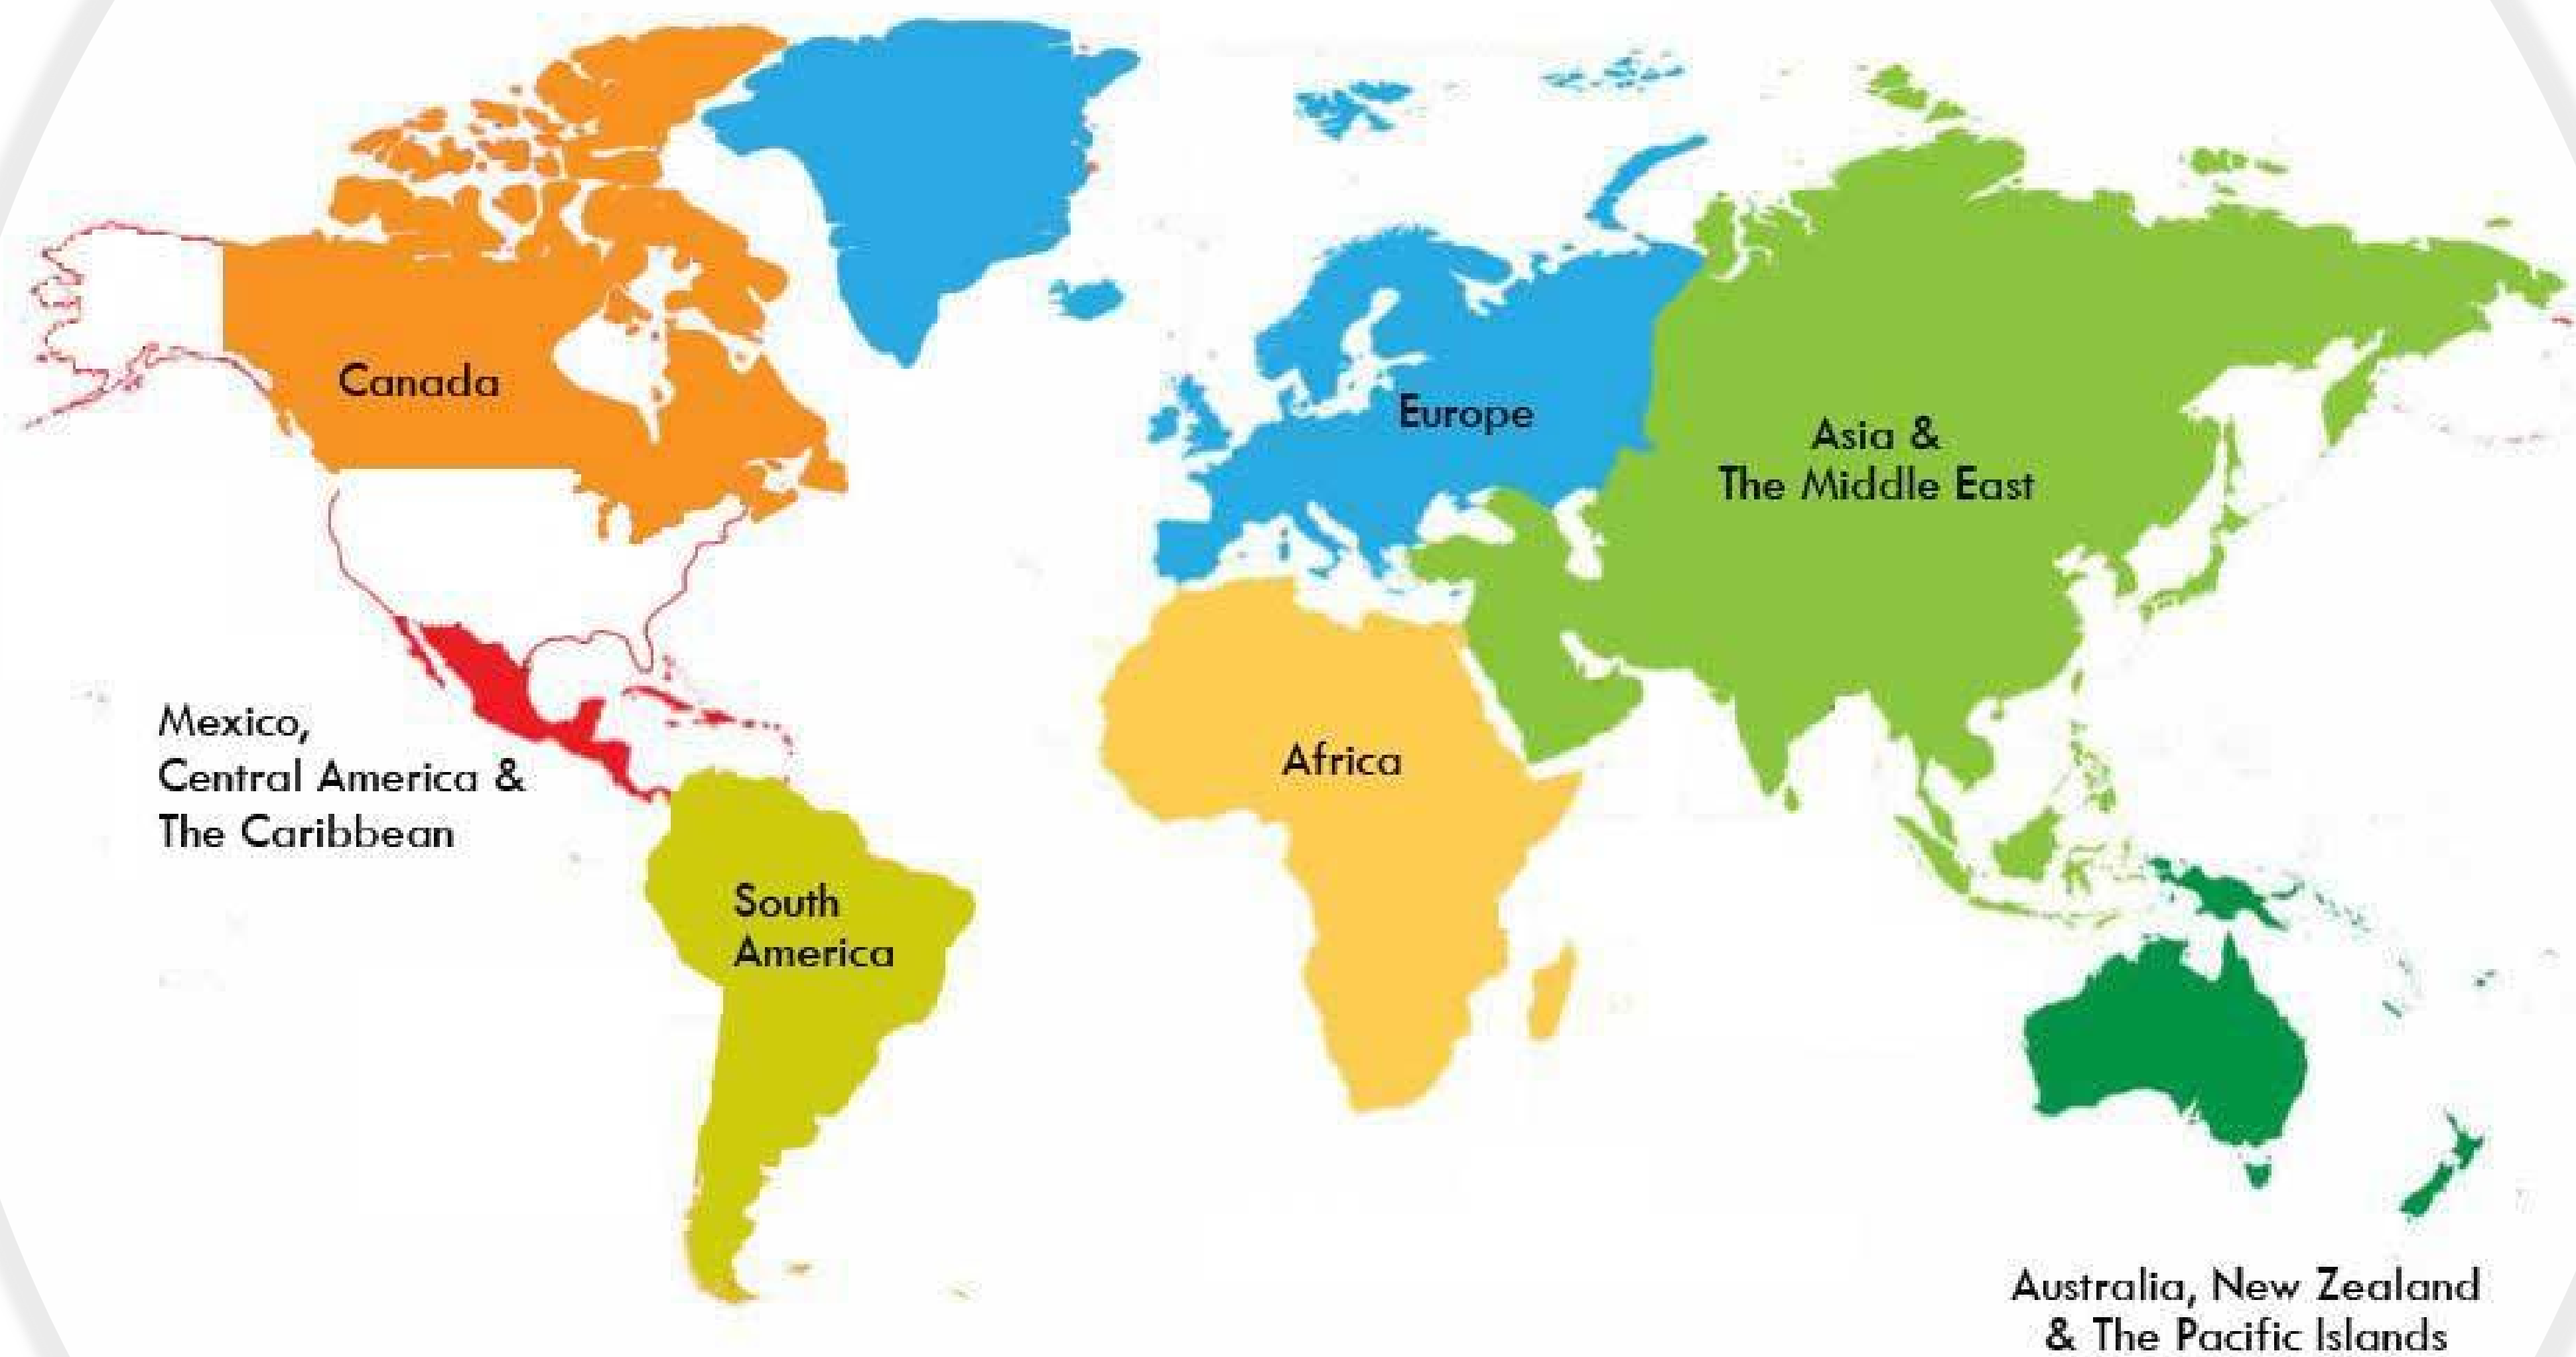 Canada
Europe
Asia &
The Middle East
Mexico,
Central America &
The Caribbean
Africa
South
America
Australia, New Zealand
& The Pacific Islands